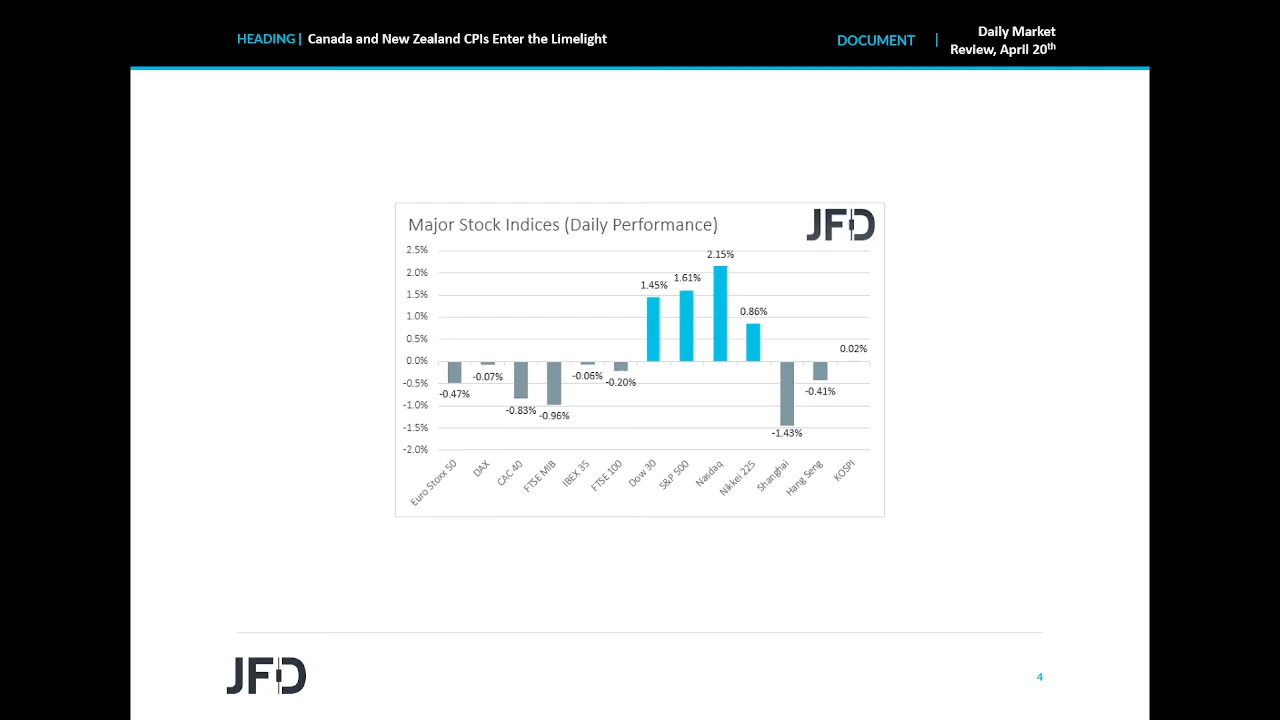 HEADING | Canada and New Zealand CPIs Enter the Limelight
DOCUMENT | Daily Market
Review, April 20th
Major Stock Indices (Daily Performance)
JFD
2.5%
2.0%
1.5%
1.0%
0.5%
0.0%
-0.5%
-1.0%
-1.5%
-2.0%
-0.47%
-0.07%
-0.83%
-0.96%
-0.06%
-0.20%
1.45%
1.61%
2.15%
0.86%
-1.43%
-0.41%
0.02%
Euro Stoxx 50
DAX
CAC 40
FTSE MIB
IBEX 35
FTSE 100
Dow 30
S&P 500
Nasdaq
Nikkei 225
Shanghai
Hang Seng
KOSPI
JFD
4